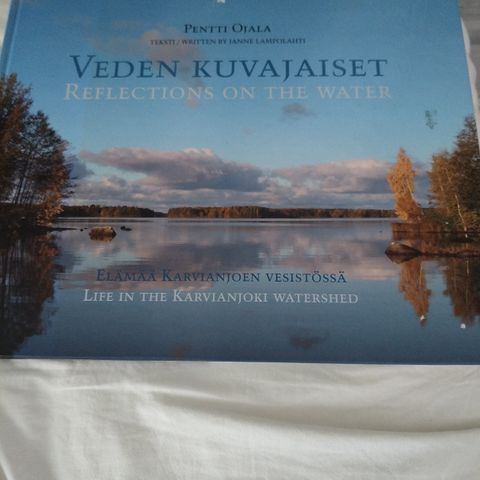 Pentti Ojala
Teksti / Written by Janne Lampolahti
Veden kuvajaiset
Reflections on the Water
Elämää Karvianjoen vesistössä
Life in the Karvianjoki watershed